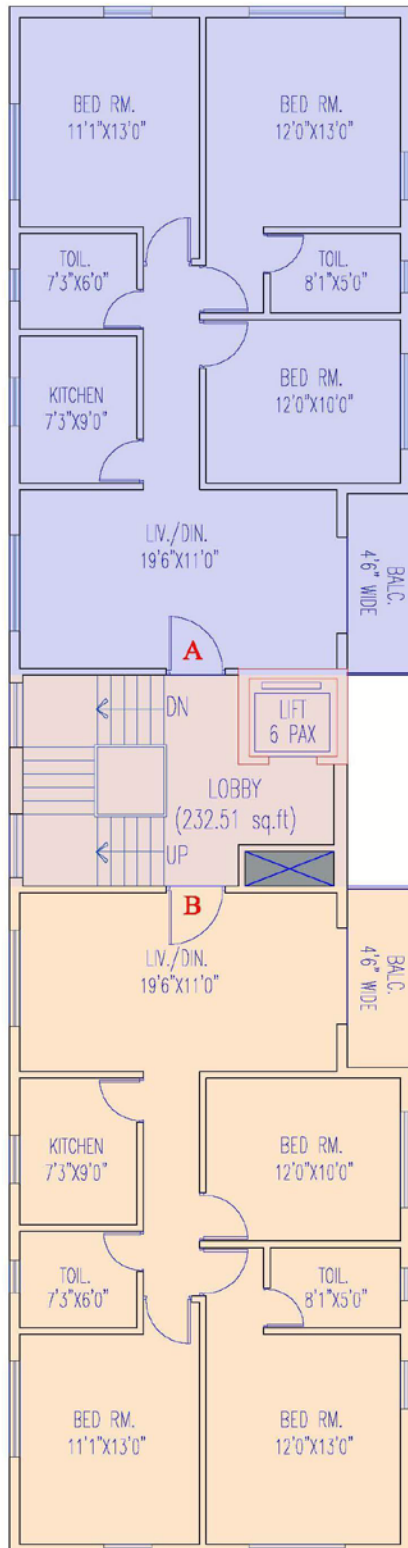 BED RM.
11'1"X13'0"
BED RM.
12'0"X13'0"
TOIL.
7'3"X6'0"
TOIL.
8'1"X5'0"
KITCHEN
7'3"X9'0"
BED RM.
12'0"X10'0"
LIV./DIN.
19'6"X11'0"
BALC.
4'6" WIDE
A
DN
LIFT
6 PAX
LOBBY
(232.51 sq.ft)
UP
B
LIV./DIN.
19'6"X11'0"
BALC.
4'6" WIDE
KITCHEN
7'3"X9'0"
BED RM.
12'0"X10'0"
TOIL.
7'3"X6'0"
TOIL.
8'1"X5'0"
BED RM.
11'1"X13'0"
BED RM.
12'0"X13'0"